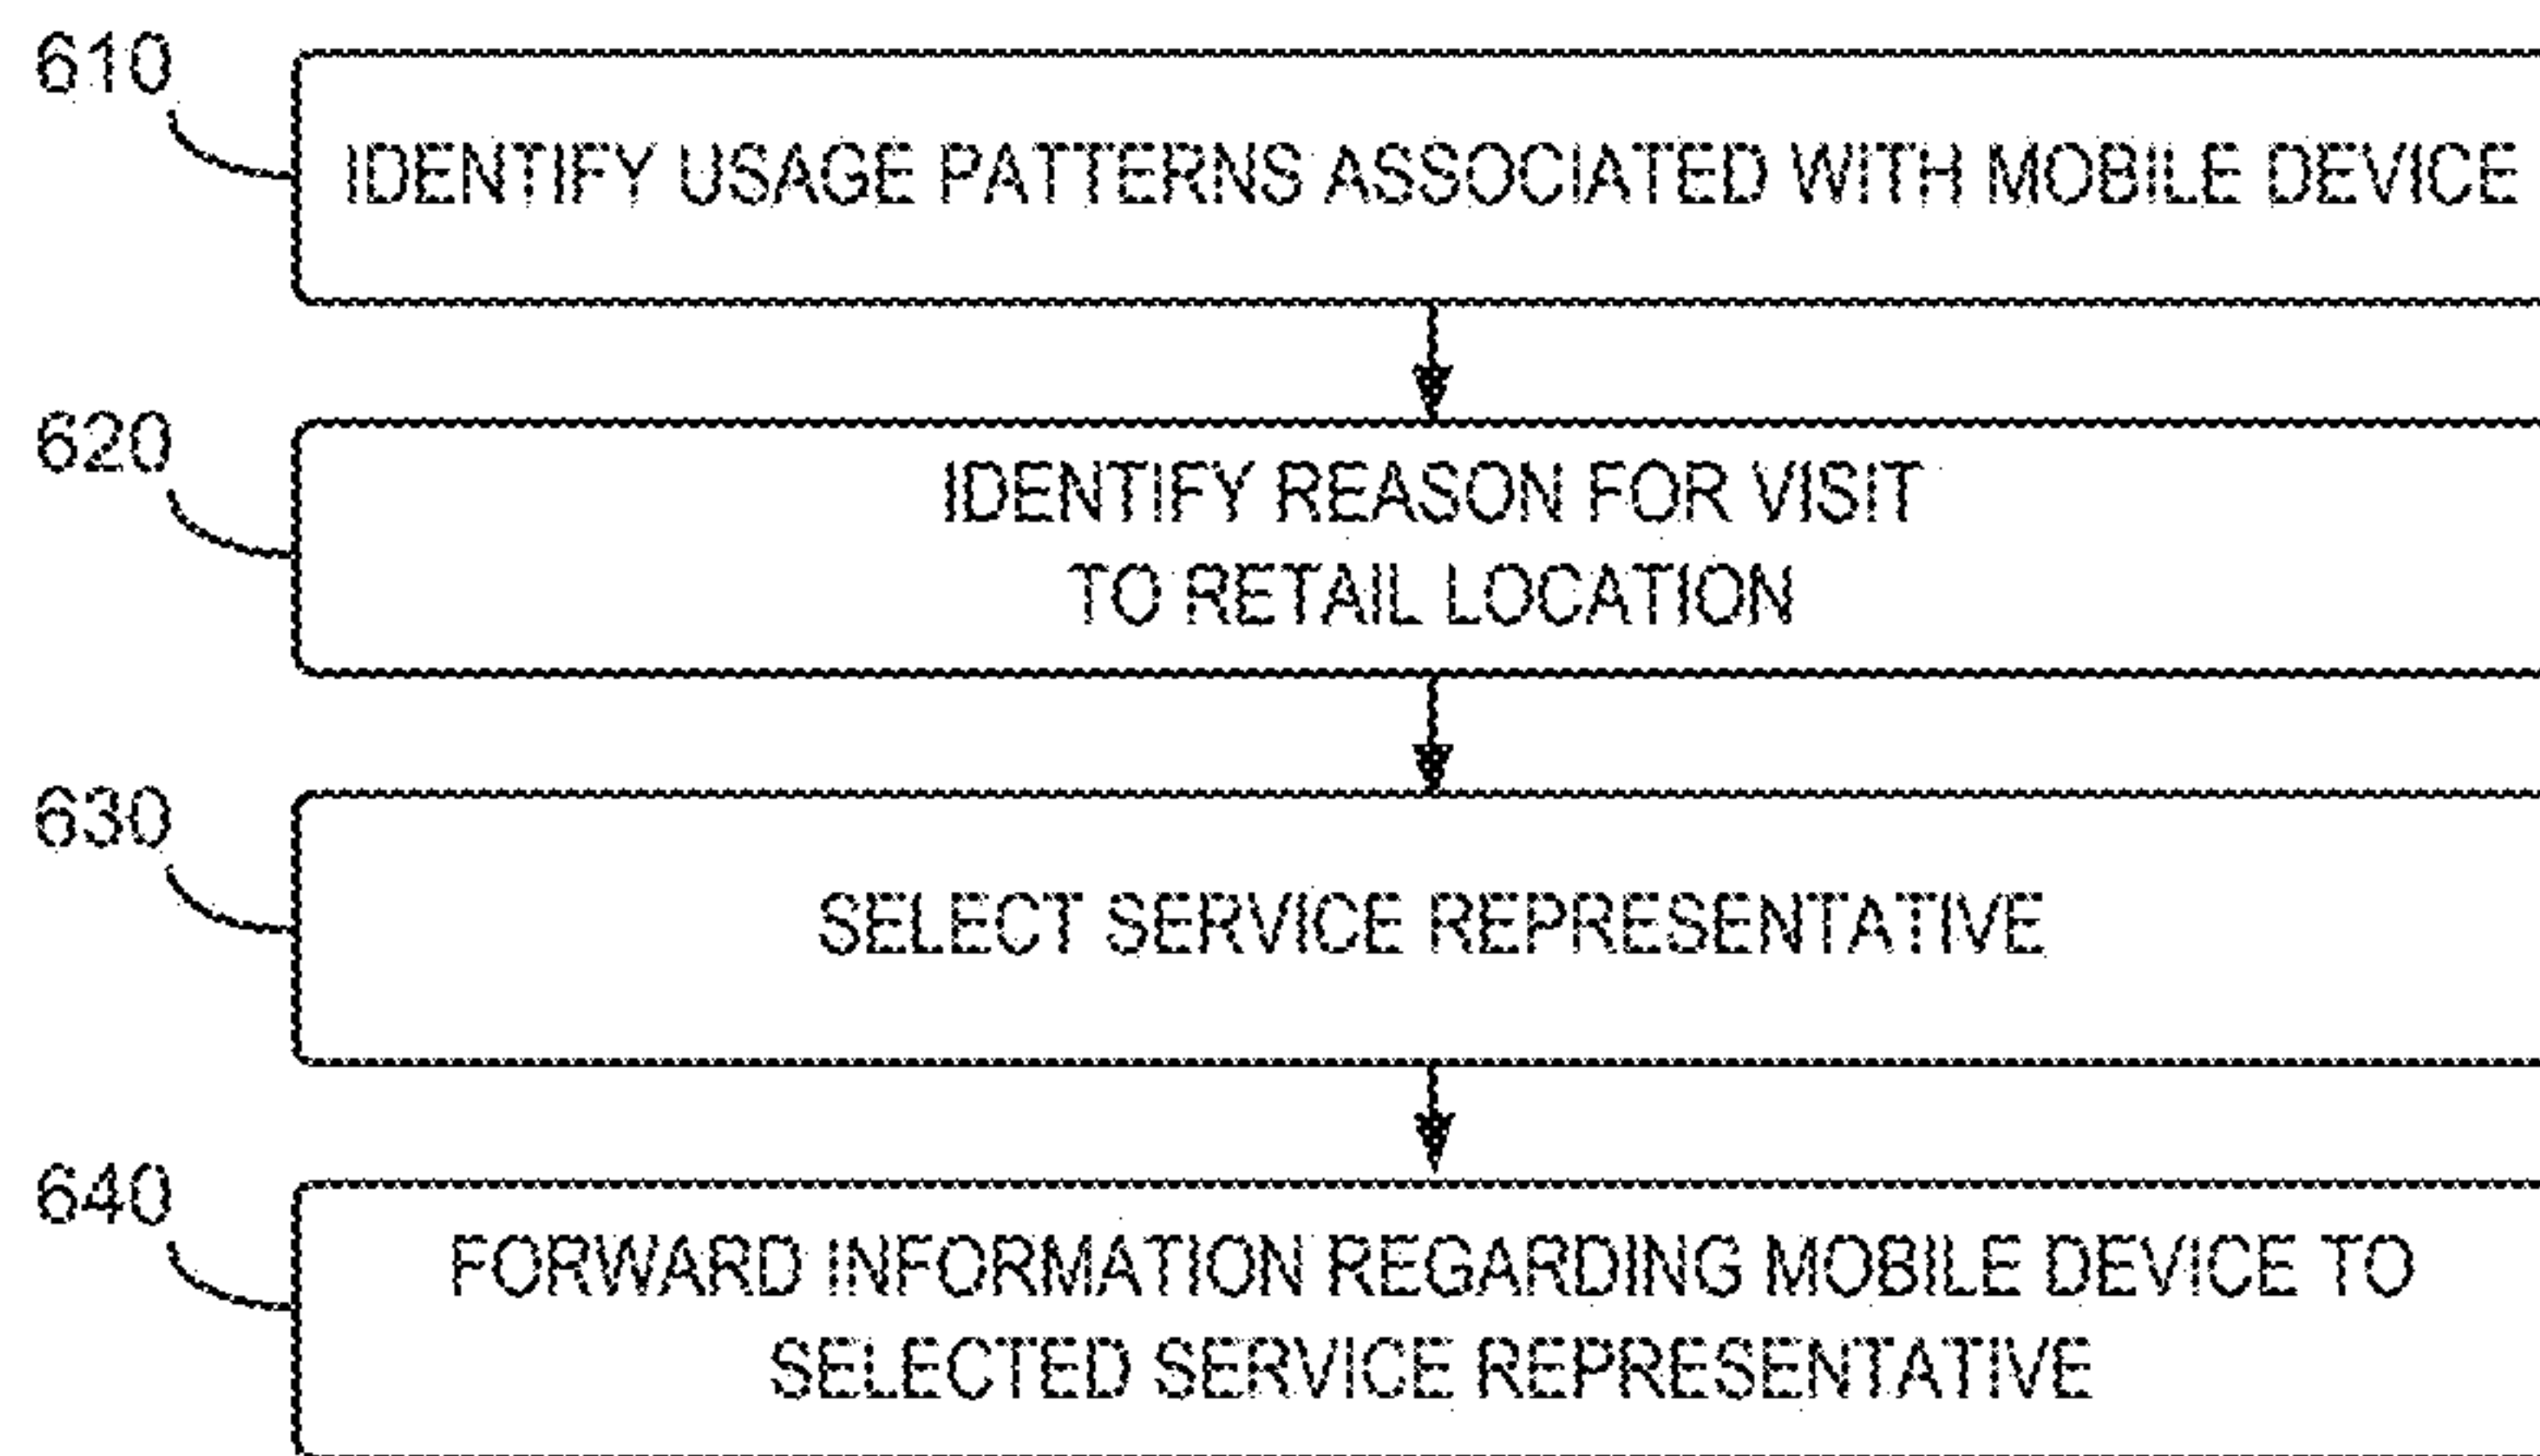 610
IDENTIFY USAGE PATTERNS ASSOCIATED WITH MOBILE DEVICE
620
IDENTIFY REASON FOR VISIT
TO RETAIL LOCATION
630
SELECT SERVICE REPRESENTATIVE
640
FORWARD INFORMATION REGARDING MOBILE DEVICE TO
SELECTED SERVICE REPRESENTATIVE